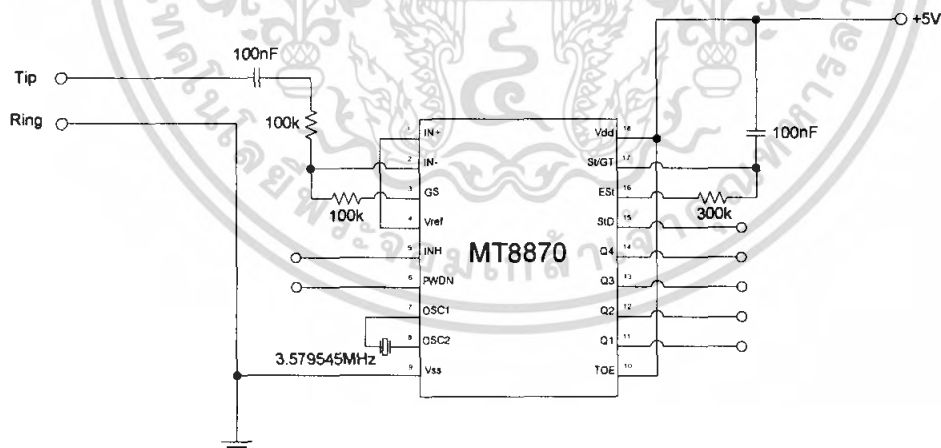 +5V
100nF
Tip
Ring
100k
100nF
1 IN+
2 IN-
3 GS
4 Vref
5 INH
6 PWDN
7 OSC1
8 OSC2
9 Vss
Vdd 18
St/GT 17
ESt 16
StD 15
Q4 14
Q3 13
Q2 12
Q1 11
TOE 10
MT8870
100k
300k
3.579545MHz